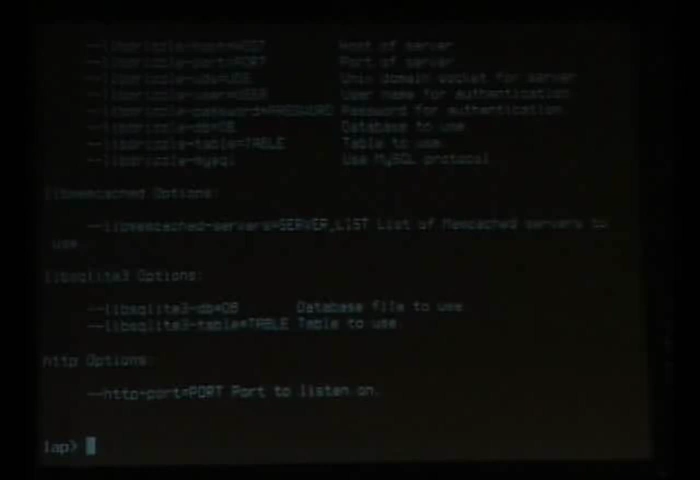 --libdrizzle-host=HOST Host of server
--libdrizzle-port=PORT Port of server
--libdrizzle-uds=UDS Unix domain socket for server
--libdrizzle-user=USER User name for authentication
--libdrizzle-password=PASSWORD Password for authentication
--libdrizzle-db=DB Database to use
--libdrizzle-table=TABLE Table to use
--libdrizzle-mysql Use MySQL protocol
libmemcached Options:
--libmemcached-servers=SERVER_LIST List of Memcached servers to
use
libsqlite3 Options:
--libsqlite3-db=DB Database file to use
--libsqlite3-table=TABLE Table to use
http Options:
--http-port=PORT Port to listen on.
lap>